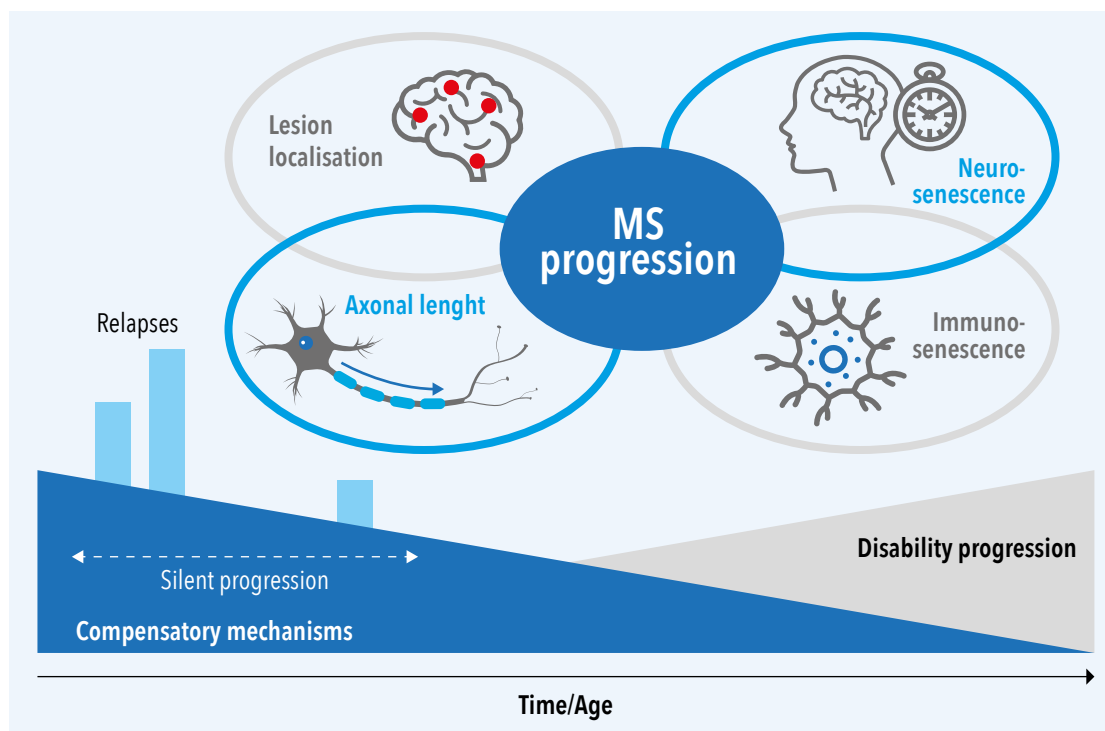 Lesion
localisation
Neuro-
senescence
MS
progression
Axonal lenght
Immuno-
senescence
Relapses
Silent progression
Disability progression
Compensatory mechanisms
Time/Age